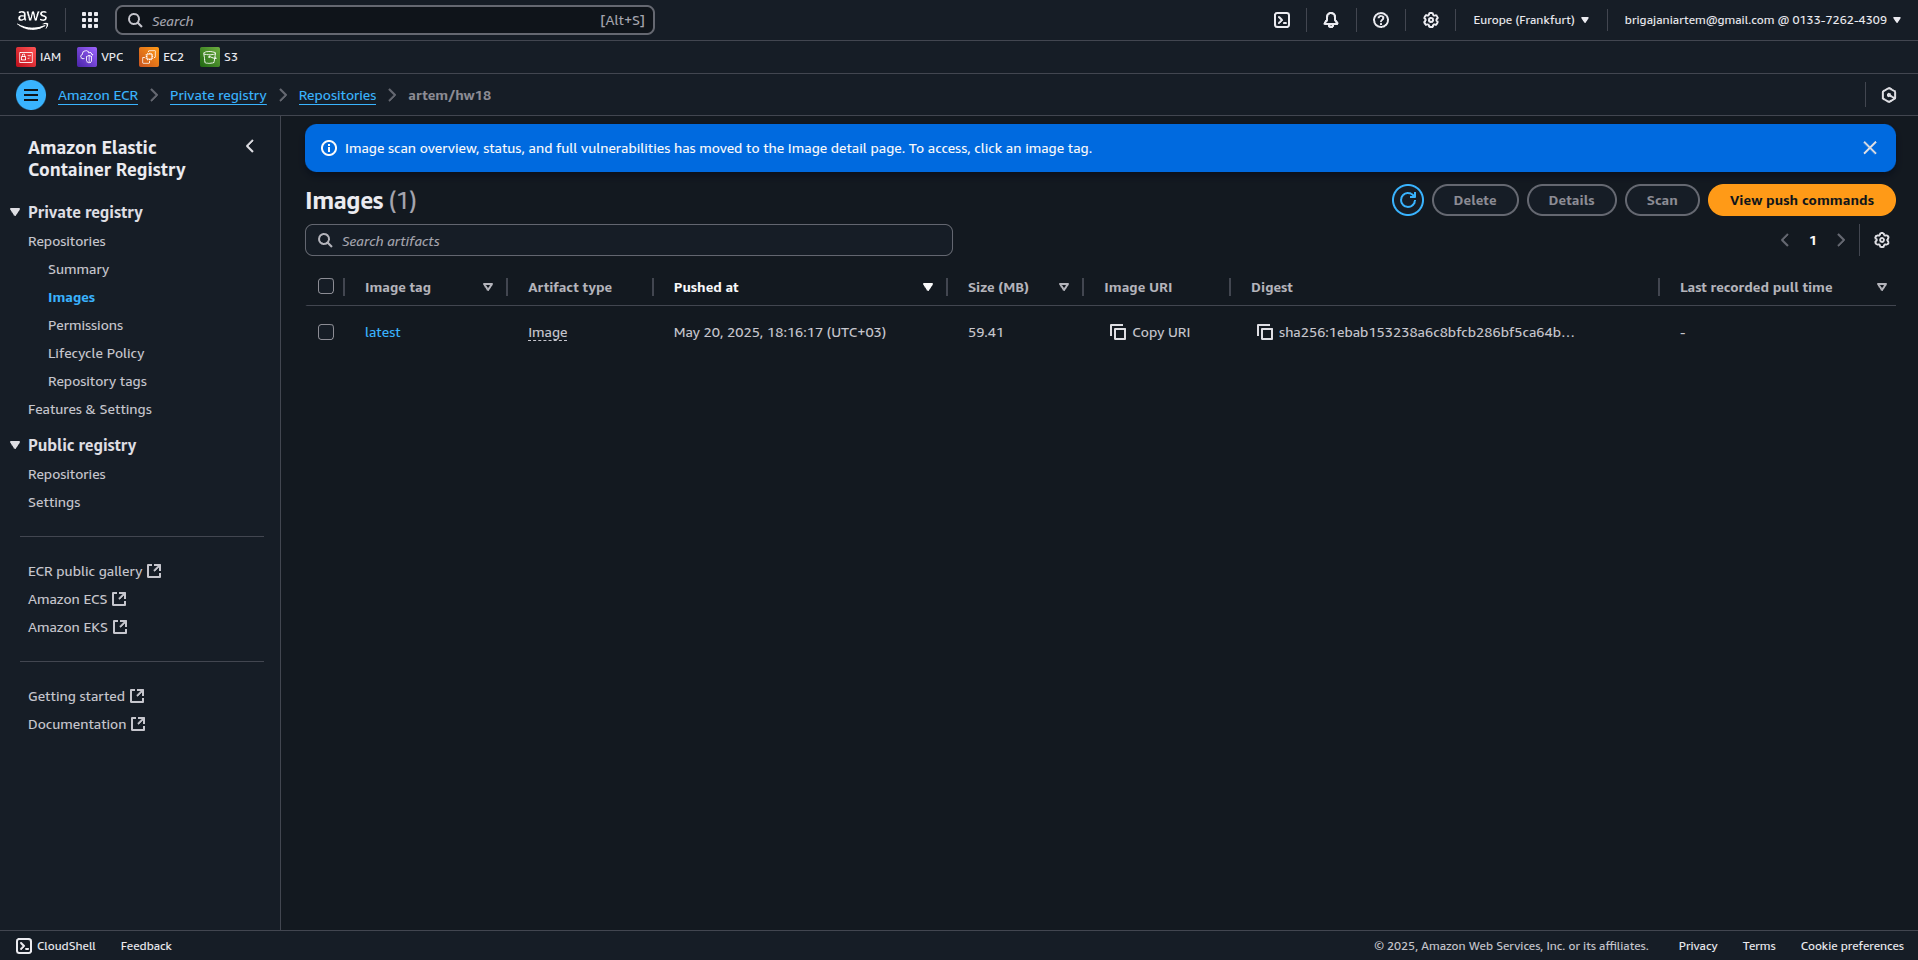 aws Search [Alt+S] Europe (Frankfurt) brigajaniartem@gmail.com @ 0133-7262-4309
IAM VPC EC2 S3
Amazon ECR Private registry Repositories artem/hw18
Amazon Elastic
Container Registry
Private registry
Repositories
Summary
Images
Permissions
Lifecycle Policy
Repository tags
Features & Settings
Public registry
Repositories
Settings
ECR public gallery
Amazon ECS
Amazon EKS
Getting started
Documentation
Image scan overview, status, and full vulnerabilities has moved to the Image detail page. To access, click an image tag.
Images (1) Delete Details Scan View push commands
Search artifacts 1
Image tag Artifact type Pushed at Size (MB) Image URI Digest Last recorded pull time
latest Image May 20, 2025, 18:16:17 (UTC+03) 59.41 Copy URI sha256:1ebab153238a6c8bfcb286bf5ca64b... -
CloudShell Feedback © 2025, Amazon Web Services, Inc. or its affiliates. Privacy Terms Cookie preferences